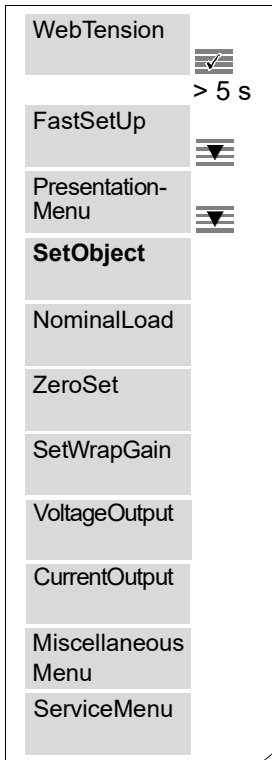 WebTension
> 5 s
FastSetUp
Presentation-
Menu
SetObject
NominalLoad
ZeroSet
SetWrapGain
VoltageOutput
CurrentOutput
Miscellaneous
Menu
ServiceMenu